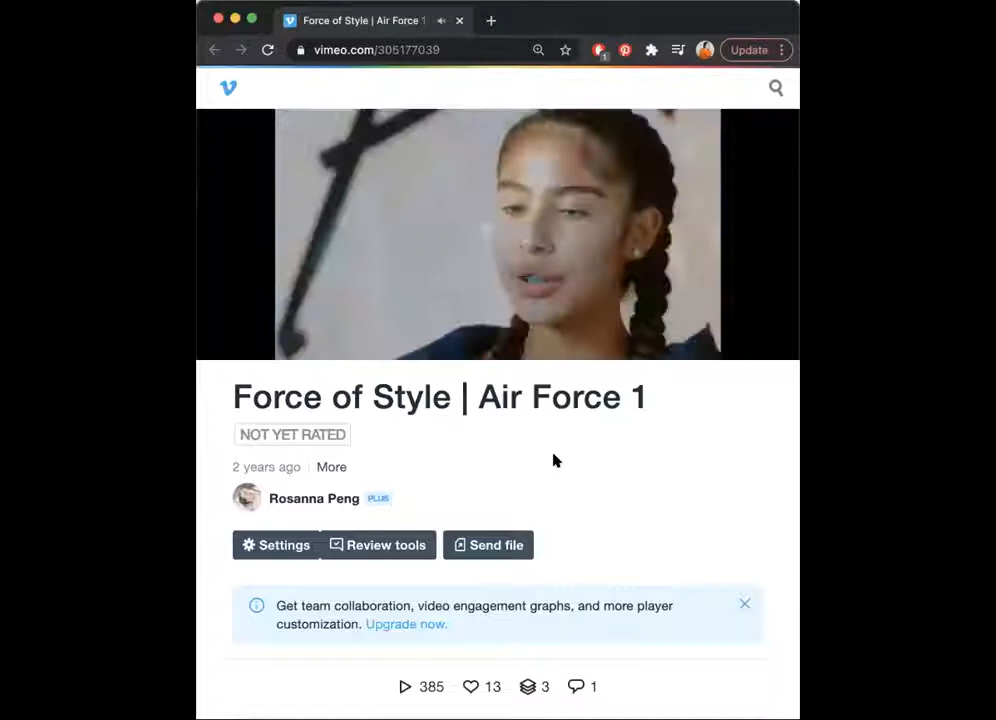 Force of Style | Air Force 1
vimeo.com/305177039
1
Update
Force of Style | Air Force 1
NOT YET RATED
2 years ago | More
Rosanna Peng PLUS
Settings Review tools Send file
Get team collaboration, video engagement graphs, and more player
customization. Upgrade now.
385 13 3 1